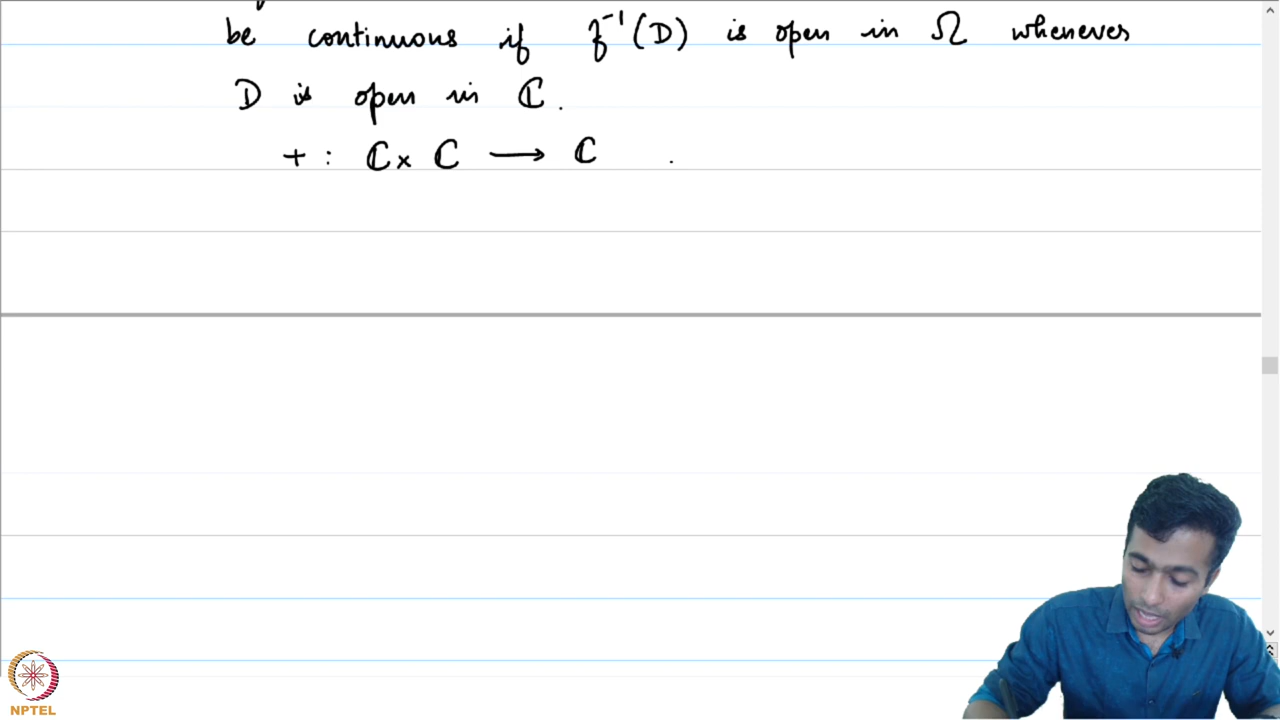 be continuous if f⁻¹(D) is open in Ω whenever
D is open in ℂ.
+ : ℂ × ℂ ⟶ ℂ .
NPTEL